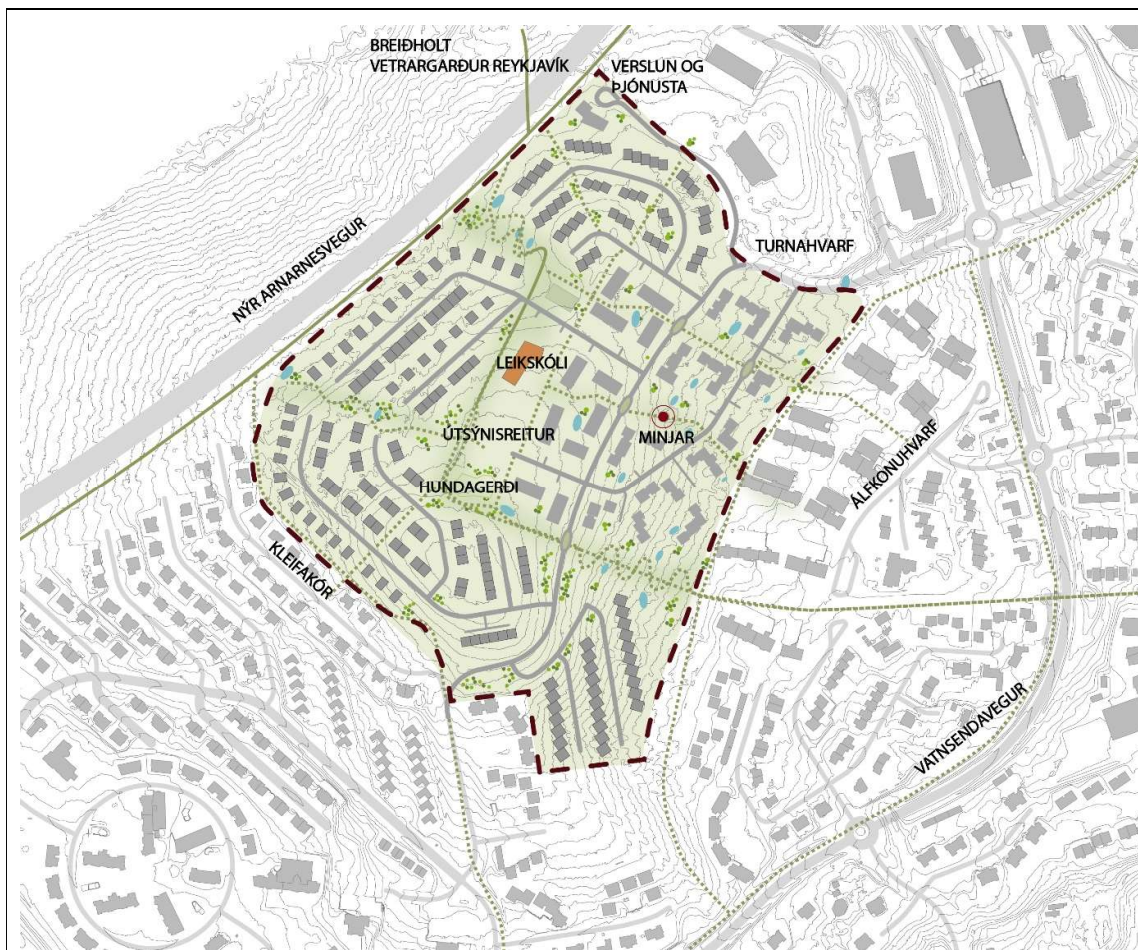 BREIÐHOLT
VETRARGARÐUR REYKJAVÍK
VERSLUN OG
ÞJÓNUSTA
NÝR ARNARNESVEGUR
TURNAHVARF
LEIKSKÓLI
ÚTSÝNISREITUR
MINJAR
HUNDAGERÐI
ÁLFKONUHVARF
KLEIFAKÓR
VATNSENDAVEGUR